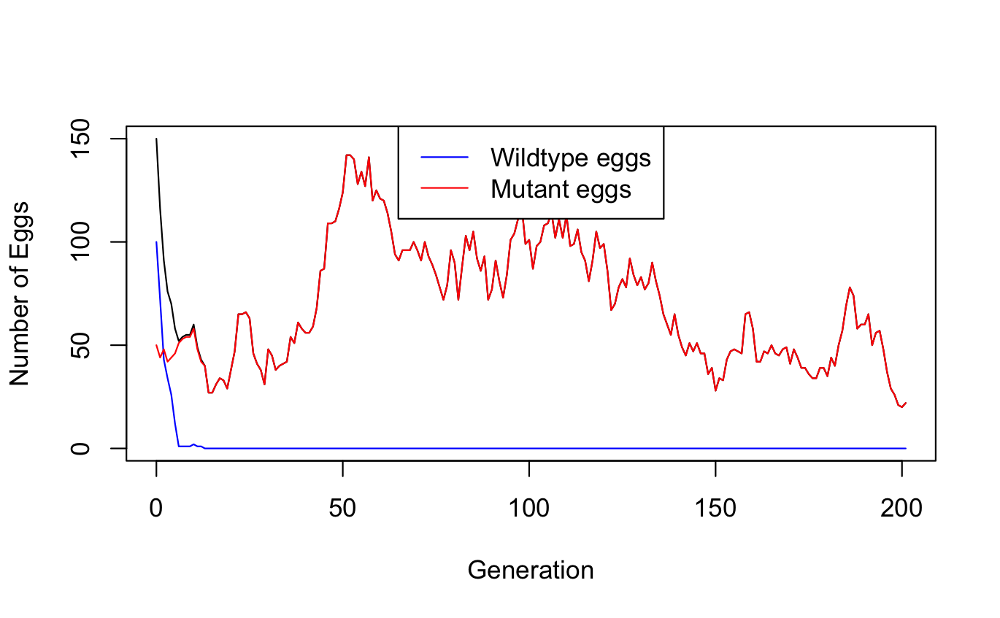 Number of Eggs
150
100
50
0
Wildtype eggs
Mutant eggs
0 50 100 150 200
Generation